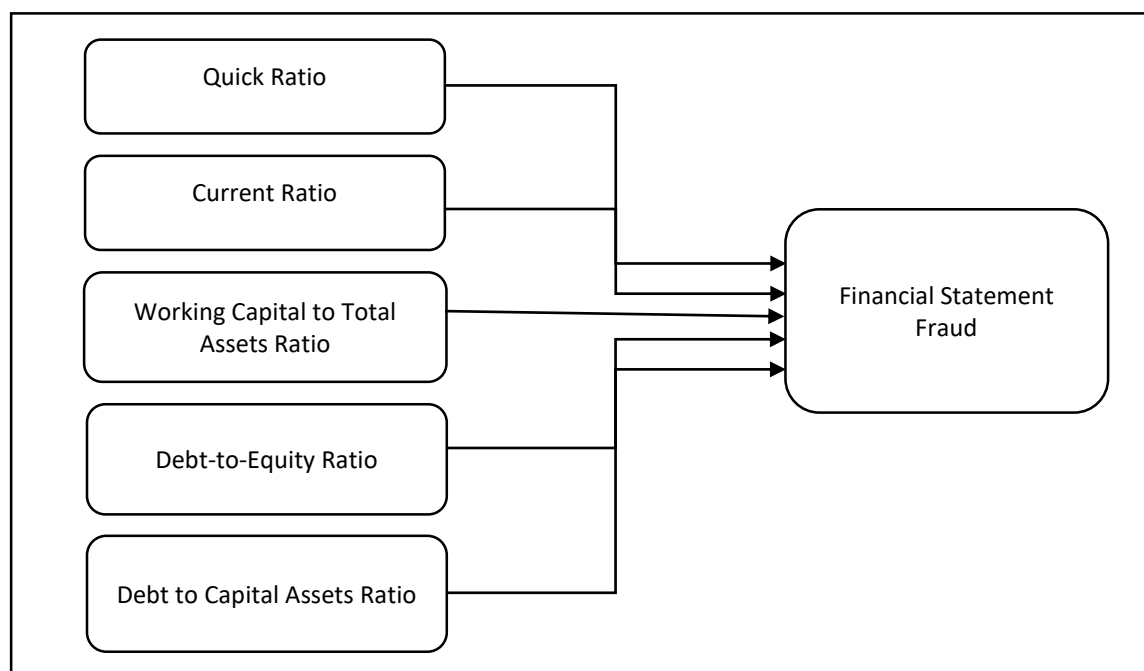 Quick Ratio
Current Ratio
Working Capital to Total
Assets Ratio
Debt-to-Equity Ratio
Debt to Capital Assets Ratio
Financial Statement
Fraud